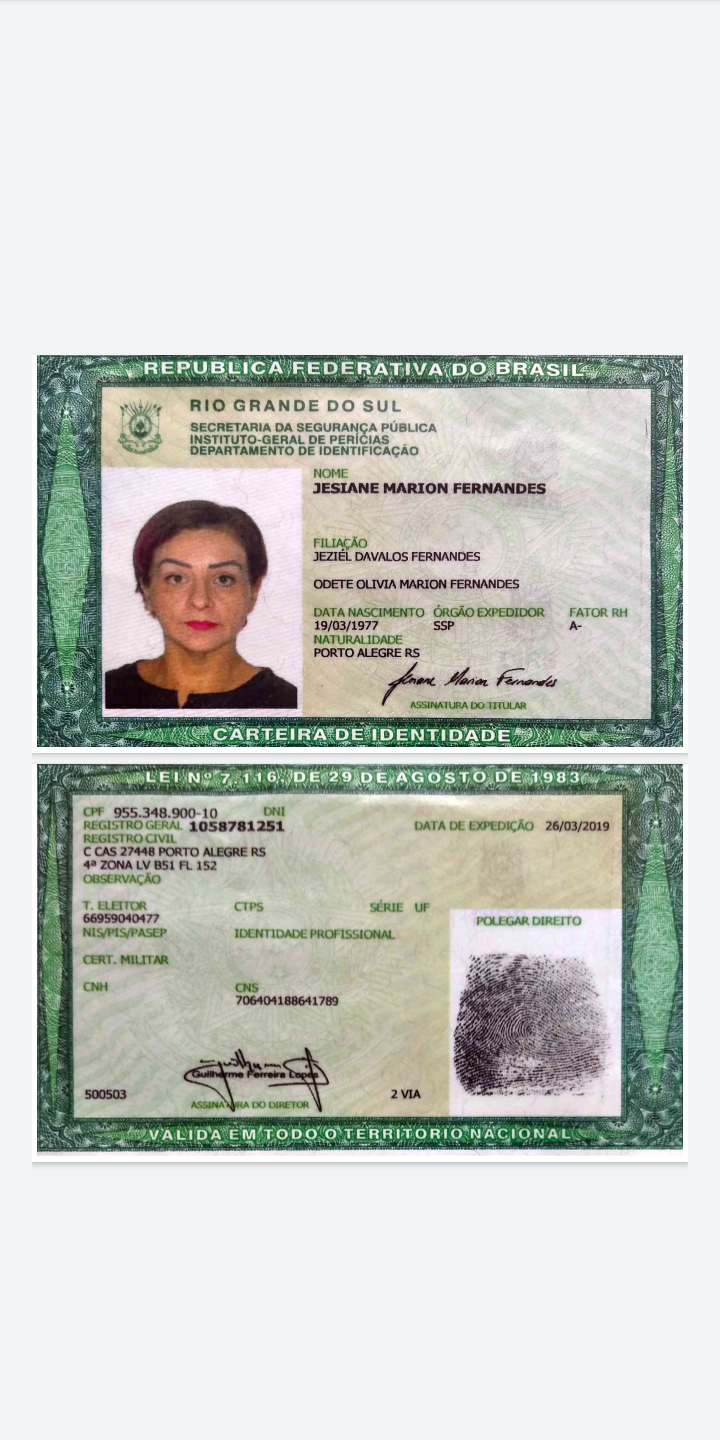 REPÚBLICA FEDERATIVA DO BRASIL
RIO GRANDE DO SUL
SECRETARIA DA SEGURANÇA PÚBLICA
INSTITUTO-GERAL DE PERÍCIAS
DEPARTAMENTO DE IDENTIFICAÇÃO
NOME
JESIANE MARION FERNANDES
FILIAÇÃO
JEZIÉL DAVALOS FERNANDES
ODETE OLIVIA MARION FERNANDES
DATA NASCIMENTO ÓRGÃO EXPEDIDOR FATOR RH
19/03/1977 SSP A-
NATURALIDADE
PORTO ALEGRE RS
Jesiane Marion Fernandes
ASSINATURA DO TITULAR
CARTEIRA DE IDENTIDADE
LEI Nº 7.116, DE 29 DE AGOSTO DE 1983
CPF 955.348.900-10 DNI
REGISTRO GERAL 1058781251 DATA DE EXPEDIÇÃO 26/03/2019
REGISTRO CIVIL
C CAS 27448 PORTO ALEGRE RS
4ª ZONA LV B51 FL 152
OBSERVAÇÃO
T. ELEITOR CTPS SÉRIE UF
66959040477
POLEGAR DIREITO
NIS/PIS/PASEP IDENTIDADE PROFISSIONAL
CERT. MILITAR
CNH CNS
706404188641789
Guilherme Ferreira Lopes
500503 ASSINATURA DO DIRETOR 2 VIA
VÁLIDA EM TODO O TERRITÓRIO NACIONAL